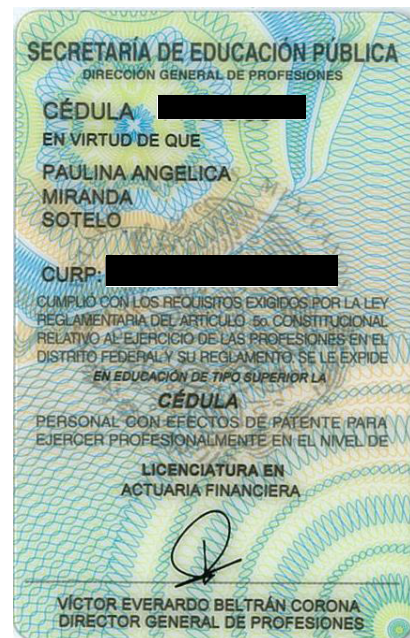 SECRETARÍA DE EDUCACIÓN PÚBLICA
DIRECCIÓN GENERAL DE PROFESIONES
CÉDULA
EN VIRTUD DE QUE
PAULINA ANGELICA
MIRANDA
SOTELO
CURP:
CUMPLIÓ CON LOS REQUISITOS EXIGIDOS POR LA LEY
REGLAMENTARIA DEL ARTÍCULO 5o. CONSTITUCIONAL
RELATIVO AL EJERCICIO DE LAS PROFESIONES EN EL
DISTRITO FEDERAL Y SU REGLAMENTO SE LE EXPIDE
EN EDUCACIÓN DE TIPO SUPERIOR LA
CÉDULA
PERSONAL CON EFECTOS DE PATENTE PARA
EJERCER PROFESIONALMENTE EN EL NIVEL DE
LICENCIATURA EN
ACTUARIA FINANCIERA
VÍCTOR EVERARDO BELTRÁN CORONA
DIRECTOR GENERAL DE PROFESIONES